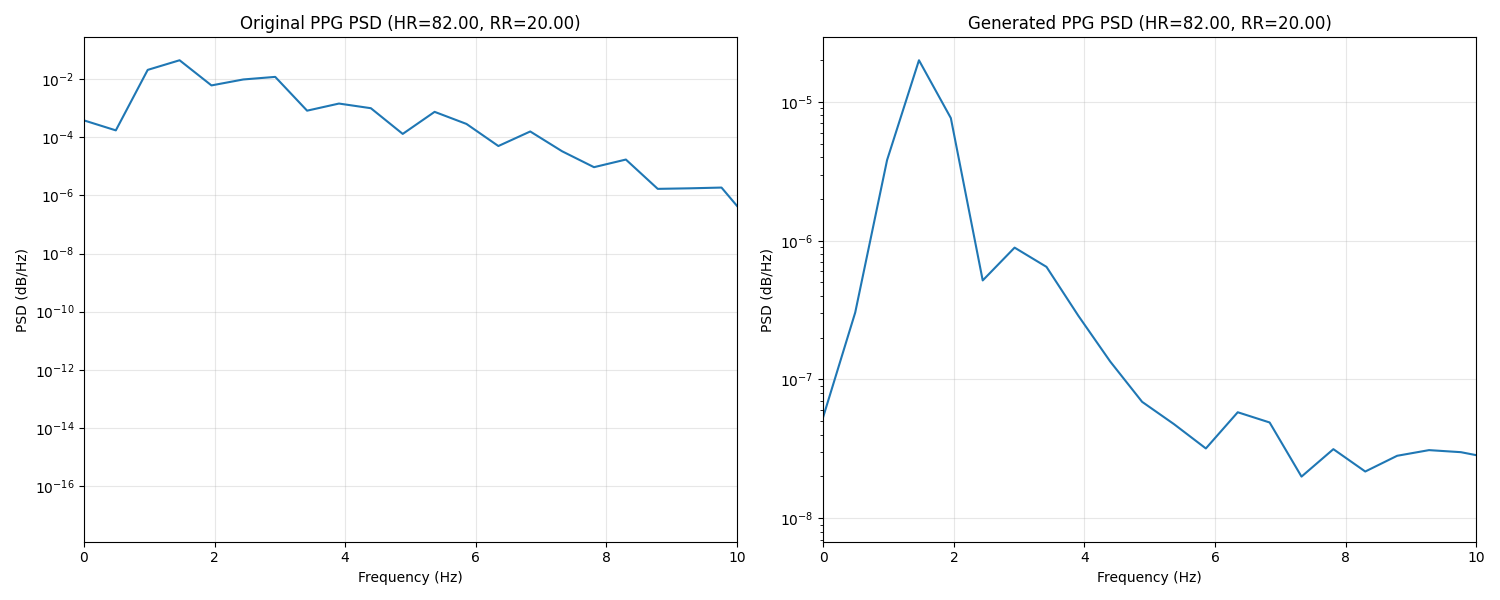 Original PPG PSD (HR=82.00, RR=20.00)
PSD (dB/Hz)
10⁻²
10⁻⁴
10⁻⁶
10⁻⁸
10⁻¹⁰
10⁻¹²
10⁻¹⁴
10⁻¹⁶
0 2 4 6 8 10
Frequency (Hz)
Generated PPG PSD (HR=82.00, RR=20.00)
PSD (dB/Hz)
10⁻⁵
10⁻⁶
10⁻⁷
10⁻⁸
0 2 4 6 8 10
Frequency (Hz)